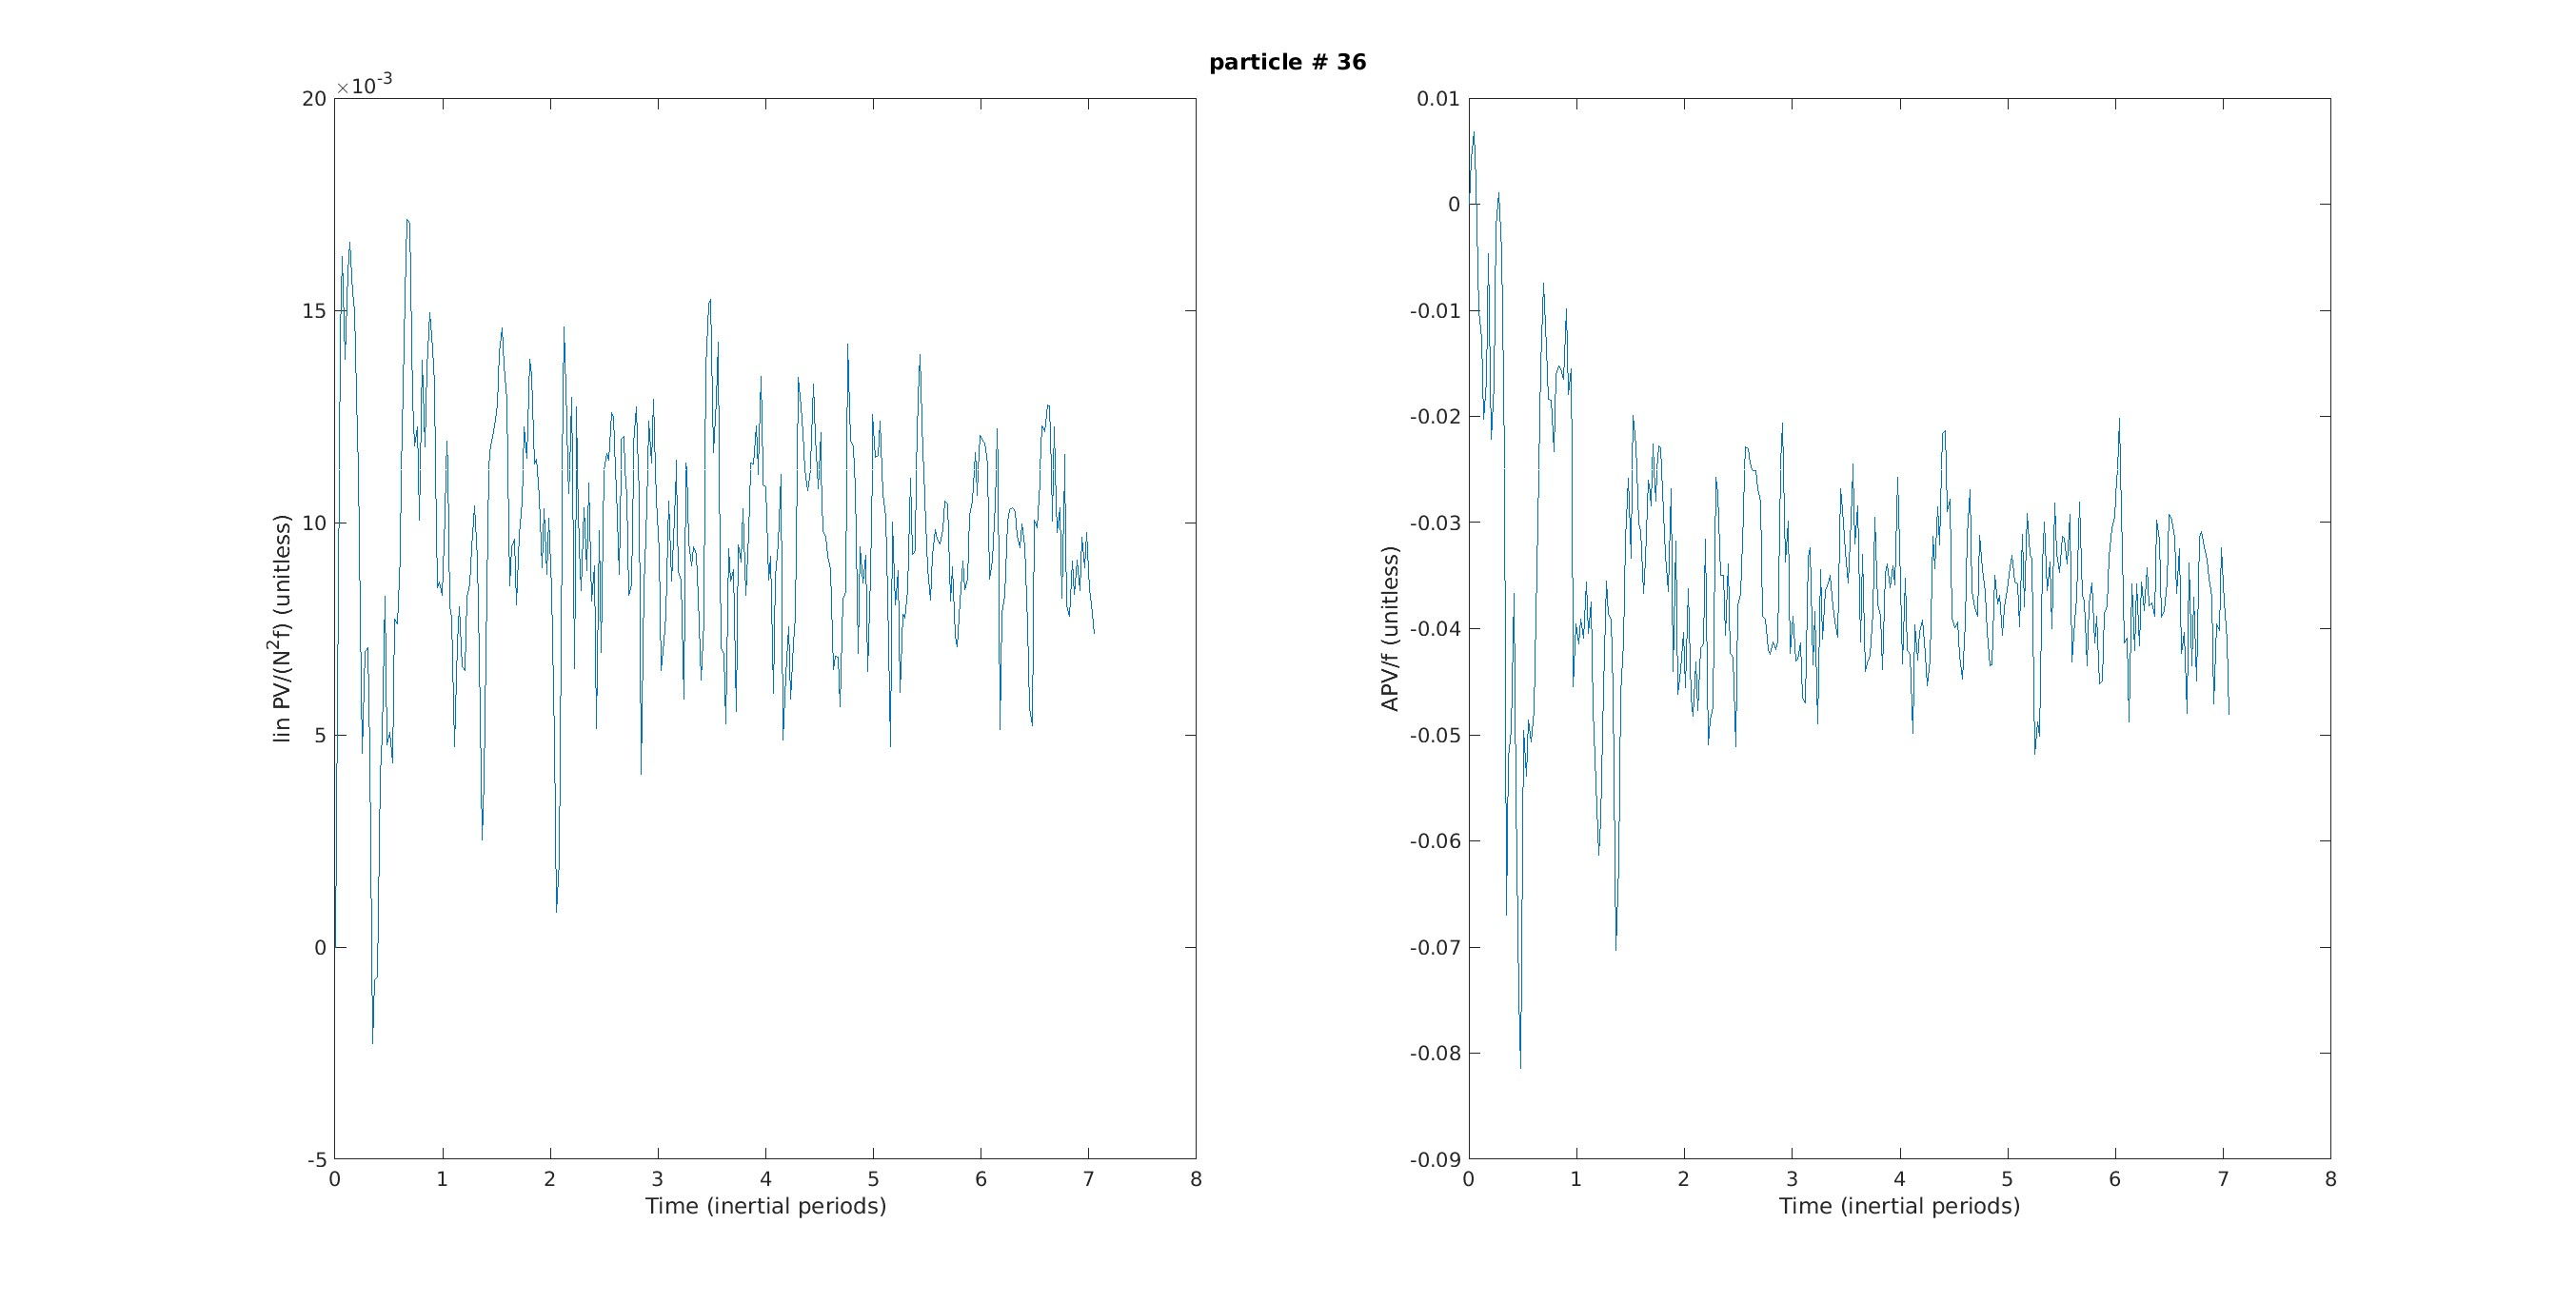 particle # 36
×10-3
20
15
10
5
0
-5
0 1 2 3 4 5 6 7 8
Time (inertial periods)
lin PV/(N2f) (unitless)
0.01
0
-0.01
-0.02
-0.03
-0.04
-0.05
-0.06
-0.07
-0.08
-0.09
0 1 2 3 4 5 6 7 8
Time (inertial periods)
APV/f (unitless)